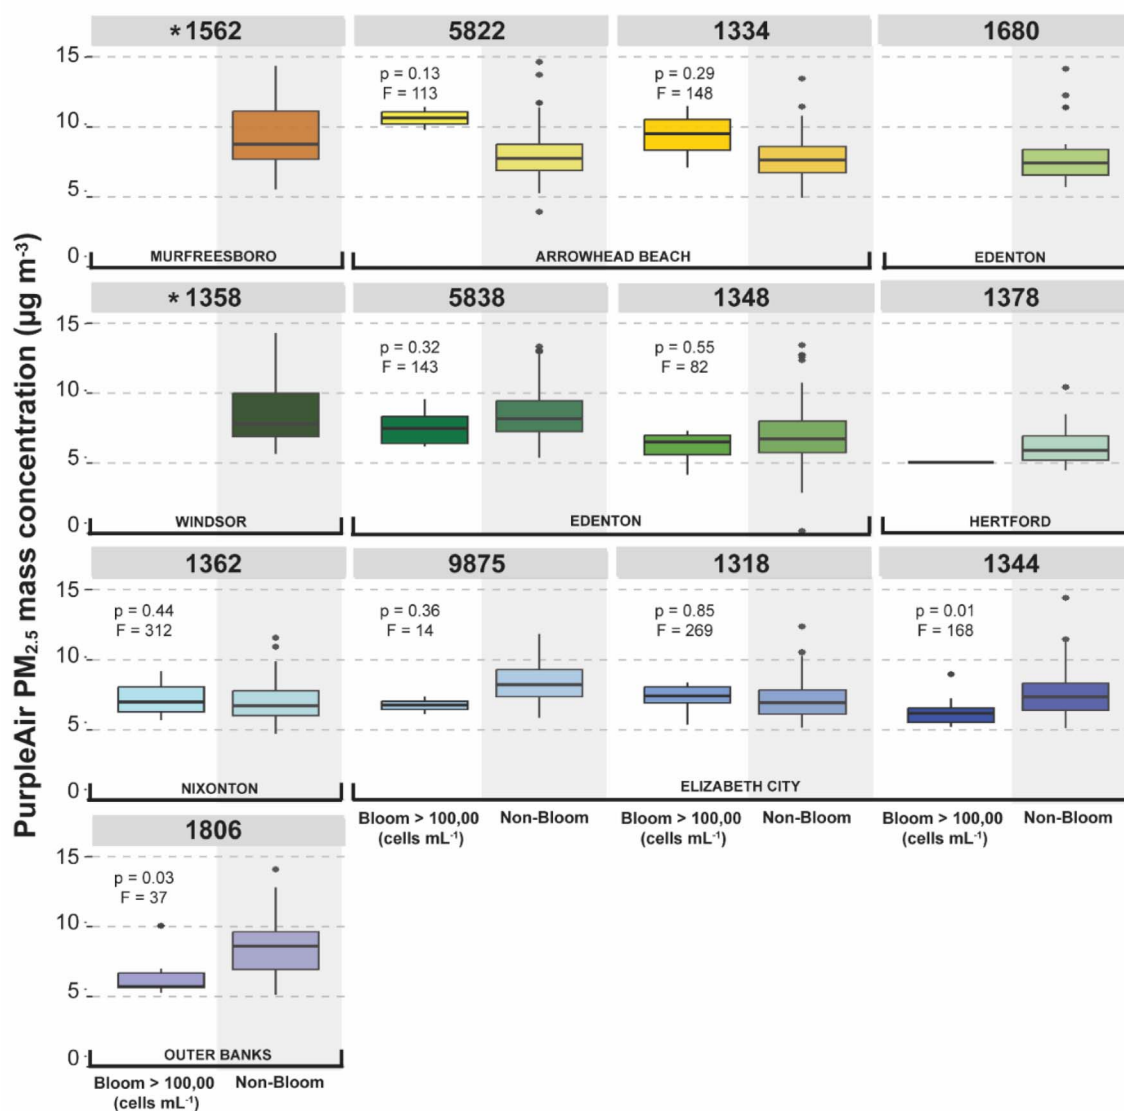 PurpleAir PM2.5 mass concentration (µg m-3)
*1562
5822
1334
1680
15
10
5
0
p = 0.13
F = 113
p = 0.29
F = 148
MURFREESBORO
ARROWHEAD BEACH
EDENTON
*1358
5838
1348
1378
15
10
5
0
p = 0.32
F = 143
p = 0.55
F = 82
WINDSOR
EDENTON
HERTFORD
1362
9875
1318
1344
15
10
5
0
p = 0.44
F = 312
p = 0.36
F = 14
p = 0.85
F = 269
p = 0.01
F = 168
NIXONTON
ELIZABETH CITY
Bloom > 100,00
(cells mL-1)
Non-Bloom
Bloom > 100,00
(cells mL-1)
Non-Bloom
Bloom > 100,00
(cells mL-1)
Non-Bloom
1806
15
10
5
0
p = 0.03
F = 37
OUTER BANKS
Bloom > 100,00
(cells mL-1)
Non-Bloom